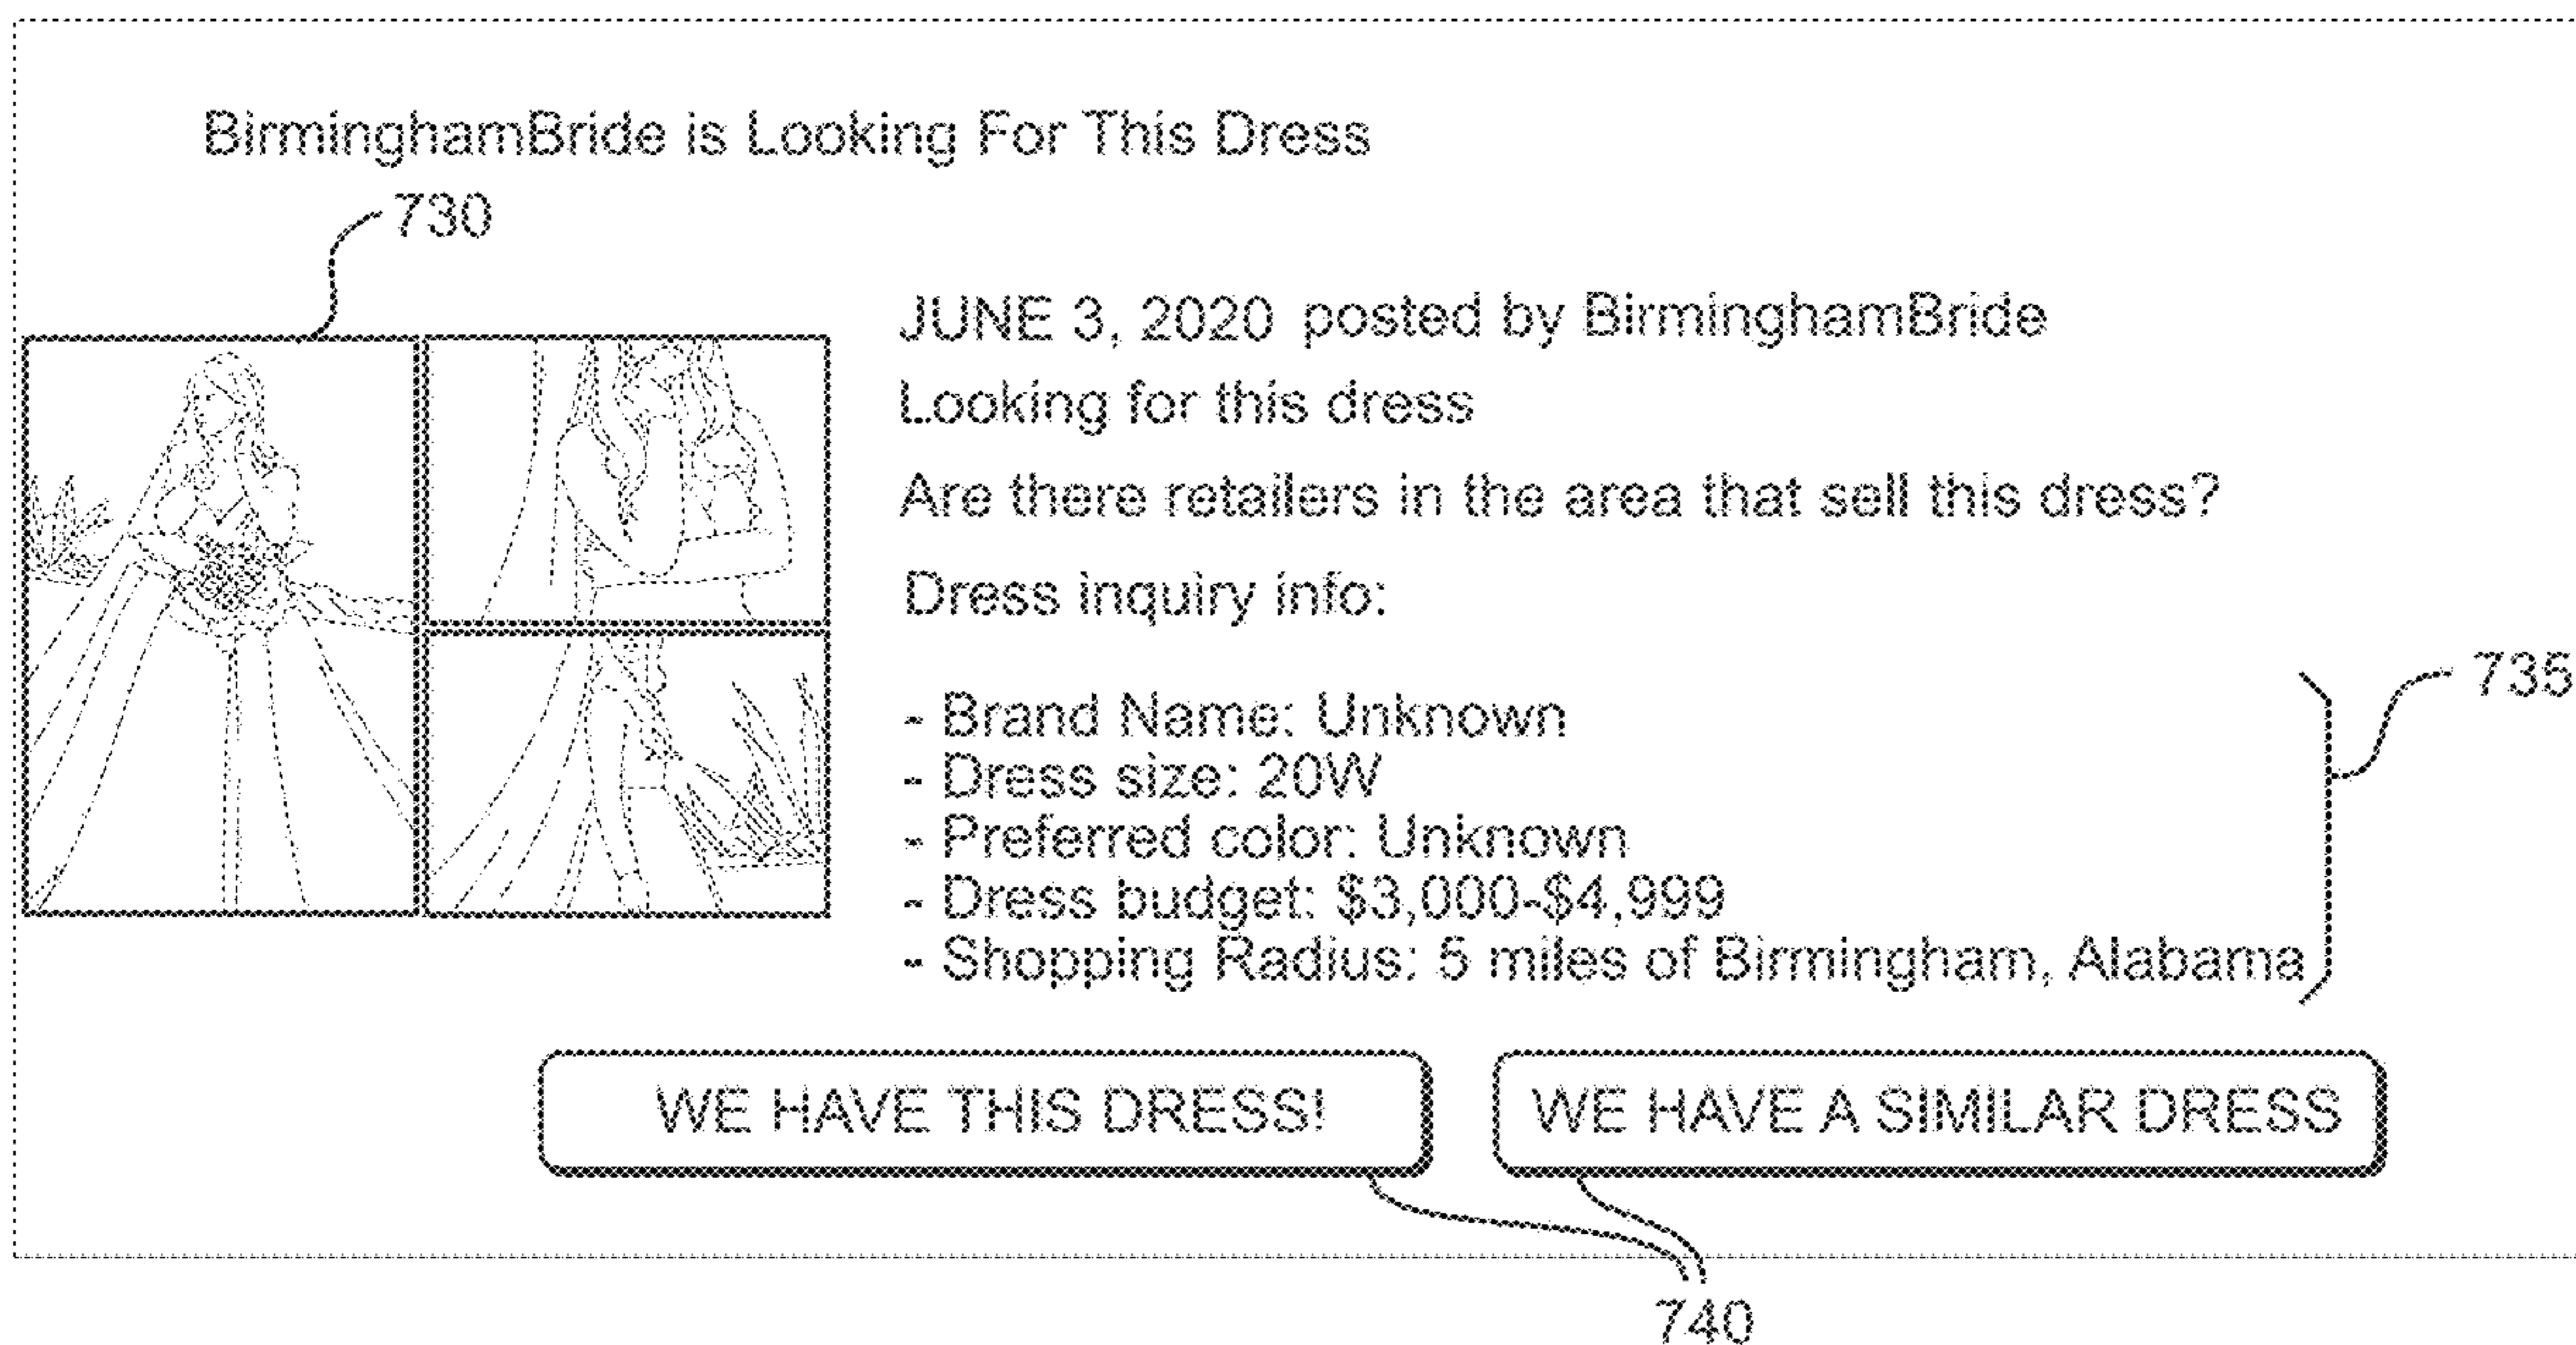 BirminghamBride is Looking For This Dress
730
JUNE 3, 2020 posted by BirminghamBride
Looking for this dress
Are there retailers in the area that sell this dress?
Dress inquiry info:
735
- Brand Name: Unknown
- Dress size: 20W
- Preferred color: Unknown
- Dress budget: $3,000-$4,999
- Shopping Radius: 5 miles of Birmingham, Alabama
WE HAVE THIS DRESS!
WE HAVE A SIMILAR DRESS
740